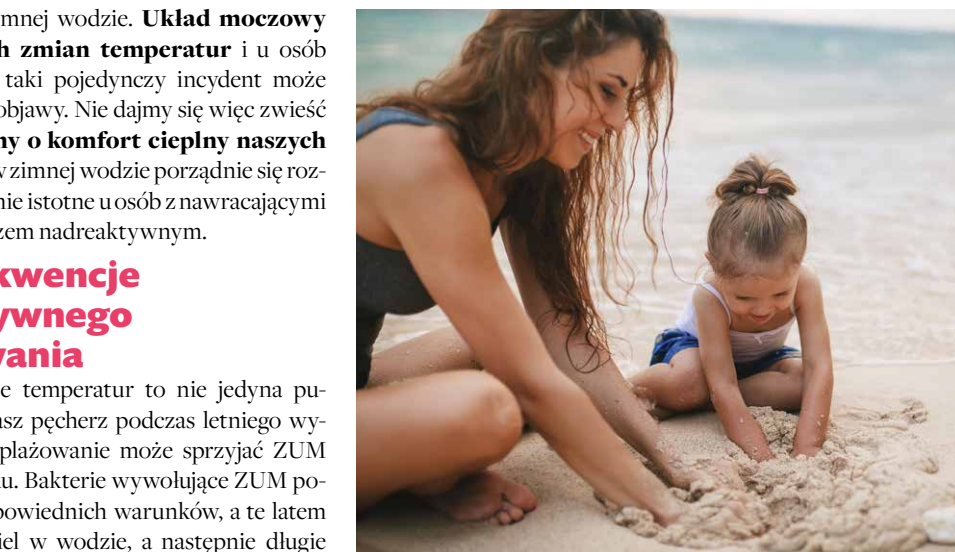 mnej wodzie. Układ moczowy
h zmian temperatur i u osób
taki pojedynczy incydent może
objawy. Nie dajmy się więc zwieść
ny o komfort cieplny naszych
w zimnej wodzie porządnie się roz-
nie istotne u osób z nawracającymi
zem nadreaktywnym.
kwencje
ywnego
vania
e temperatur to nie jedyna pu-
asz pęcherz podczas letniego wy-
plażowanie może sprzyjać ZUM
u. Bakterie wywołujące ZUM po-
powiednich warunków, a te latem
iel w wodzie, a następnie długie